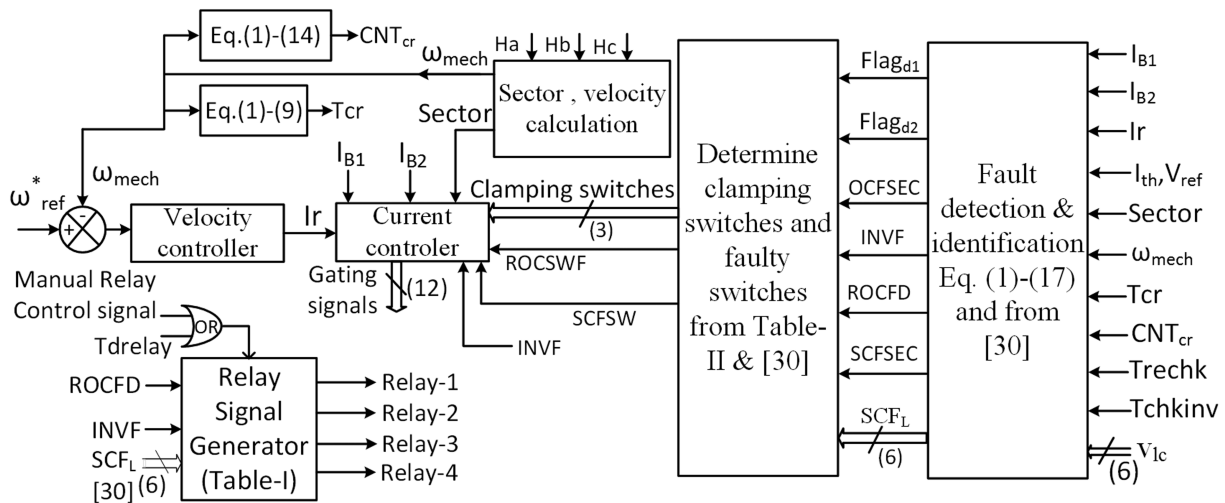 Eq.(1)-(14)
CNTcr
ωmech
Ha
Hb
Hc
Sector , velocity
calculation
Eq.(1)-(9)
Tcr
Sector
ωmech
ω*ref
-
+
Velocity
controller
Ir
IB1
IB2
Current
controler
Clamping switches
(3)
ROCSWF
SCFSW
INVF
Gating
signals
(12)
Manual Relay
Control signal
Tdrelay
OR
ROCFD
INVF
SCFL
[30]
(6)
Relay
Signal
Generator
(Table-I)
Relay-1
Relay-2
Relay-3
Relay-4
Determine
clamping
switches and
faulty
switches
from Table-
II & [30]
Flagd1
Flagd2
OCFSEC
INVF
ROCFD
SCFSEC
SCFL
(6)
Fault
detection &
identification
Eq. (1)-(17)
and from
[30]
IB1
IB2
Ir
Ith,Vref
Sector
ωmech
Tcr
CNTcr
Trechk
Tchkinv
Vlc
(6)